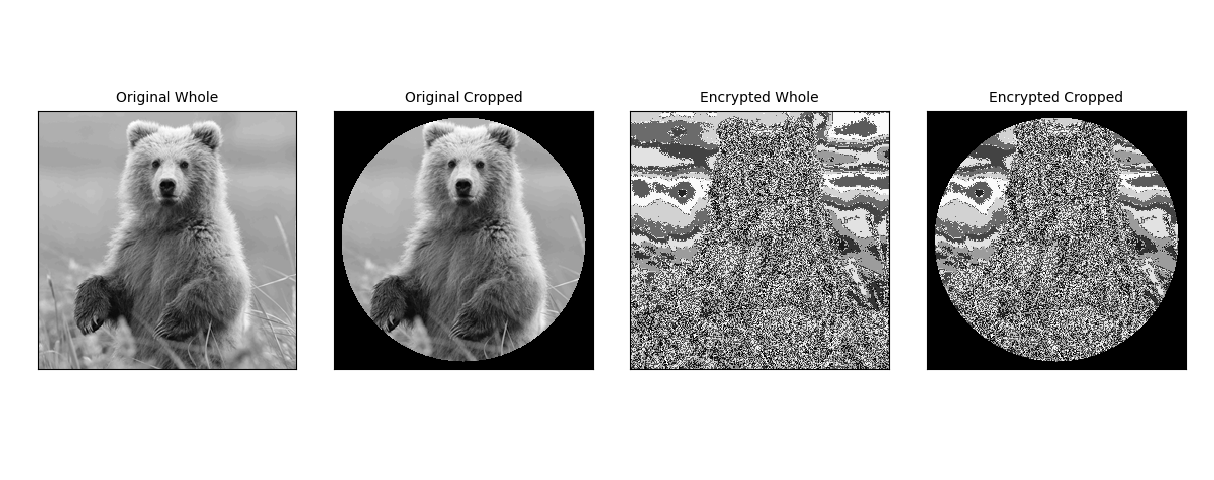 Original Whole
Original Cropped
Encrypted Whole
Encrypted Cropped